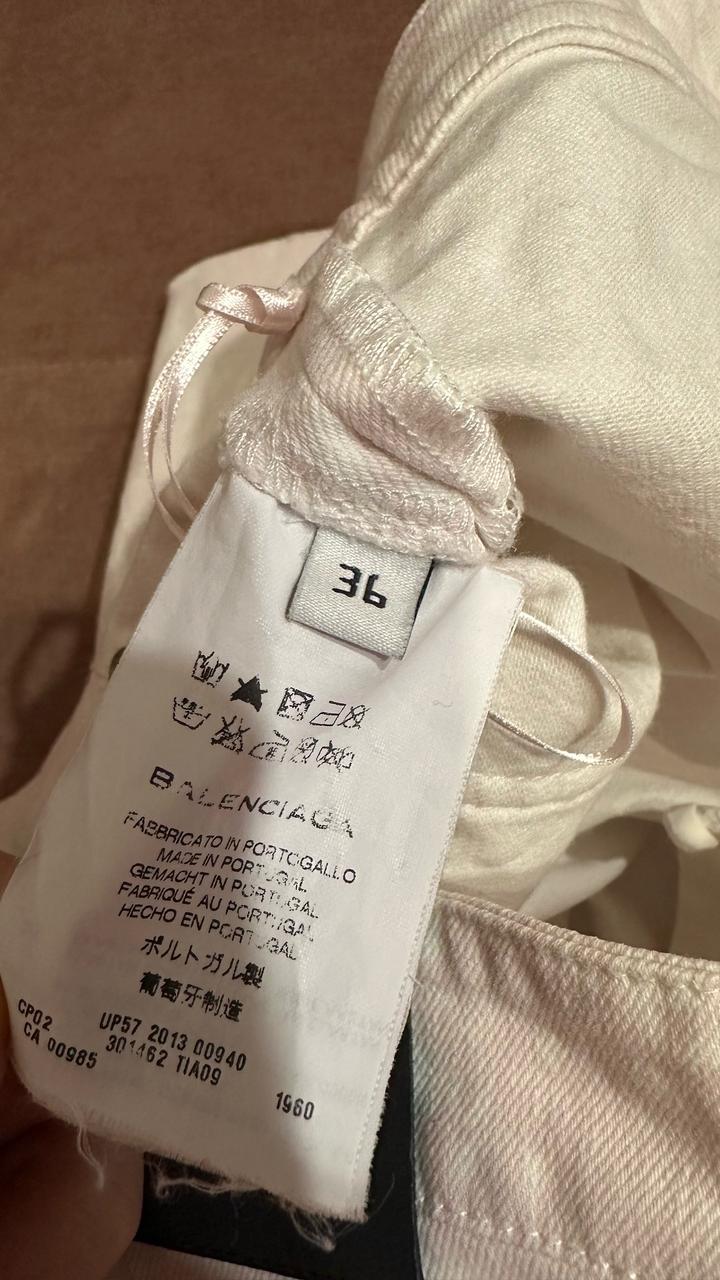 36
BALENCIAGA
FABBRICATO IN PORTOGALLO
MADE IN PORTUGAL
GEMACHT IN PORTUGAL
FABRIQUÉ AU PORTUGAL
HECHO EN PORTUGAL
ポルトガル製
葡萄牙制造
CP02 UP57 2013 00940
CA 00985 301462 TIA09
1960